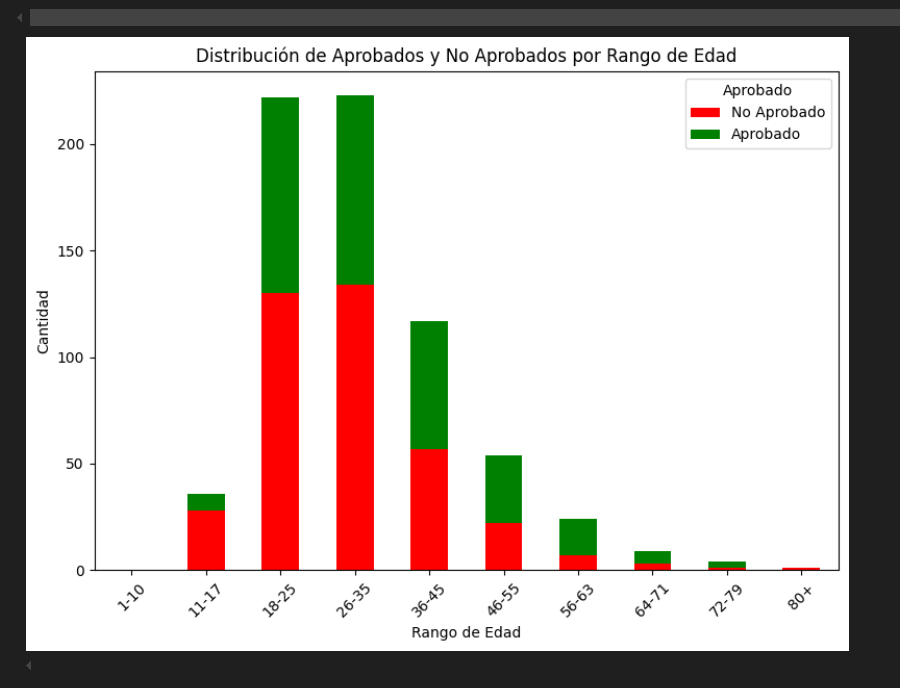 Distribución de Aprobados y No Aprobados por Rango de Edad
Aprobado
No Aprobado
Aprobado
200
150
100
50
0
Cantidad
1-10
11-17
18-25
26-35
36-45
46-55
56-63
64-71
72-79
80+
Rango de Edad